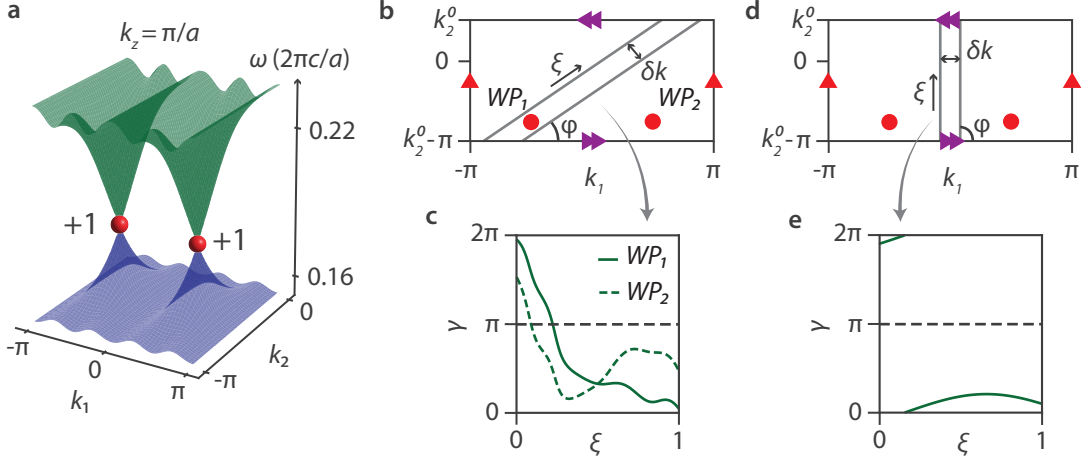 a
k_z = π/a
ω (2πc/a)
0.22
0.16
+1
+1
-π
0
π
k_1
-π
0
k_2
b
k_2^0
0
k_2^0-π
-π
π
k_1
ξ
δk
WP_1
WP_2
φ
c
2π
π
0
γ
WP_1
WP_2
0
1
ξ
d
k_2^0
0
k_2^0-π
-π
π
k_1
ξ
δk
φ
e
2π
π
0
γ
0
1
ξ